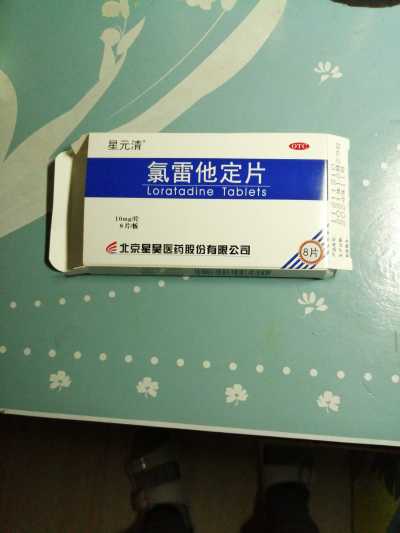 星元清®
OTC
氯雷他定片
Loratadine Tablets
10mg/片
8片/板
北京星昊医药股份有限公司
8片